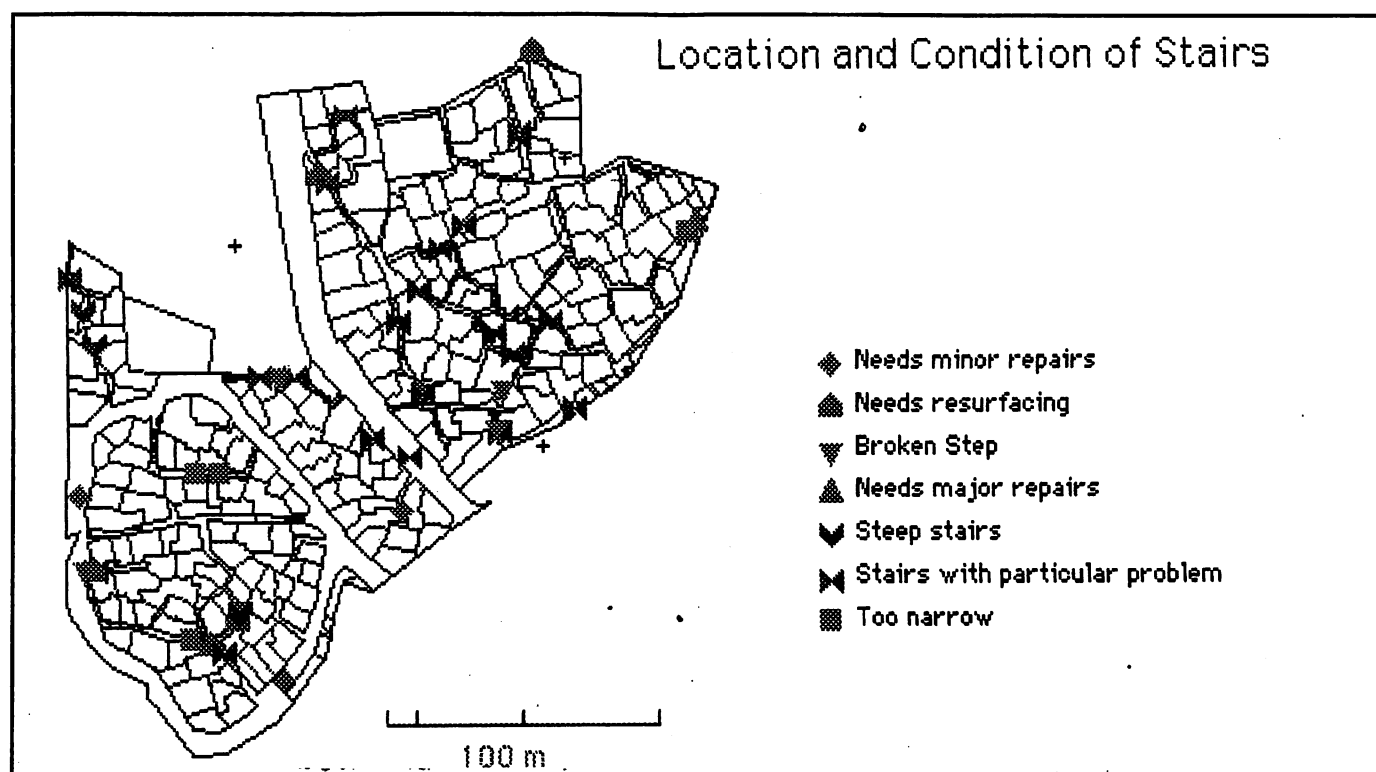 Location and Condition of Stairs
Needs minor repairs
Needs resurfacing
Broken Step
Needs major repairs
Steep stairs
Stairs with particular problem
Too narrow
100 m